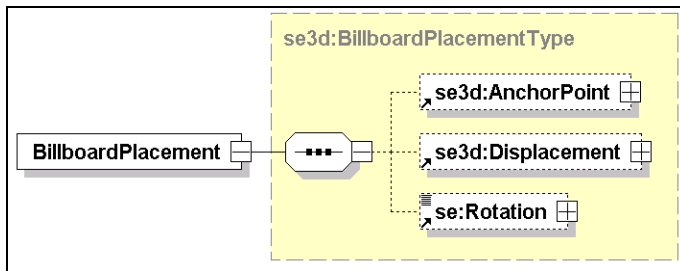 se3d:BillboardPlacementType
se3d:AnchorPoint
BillboardPlacement
se3d:Displacement
se:Rotation